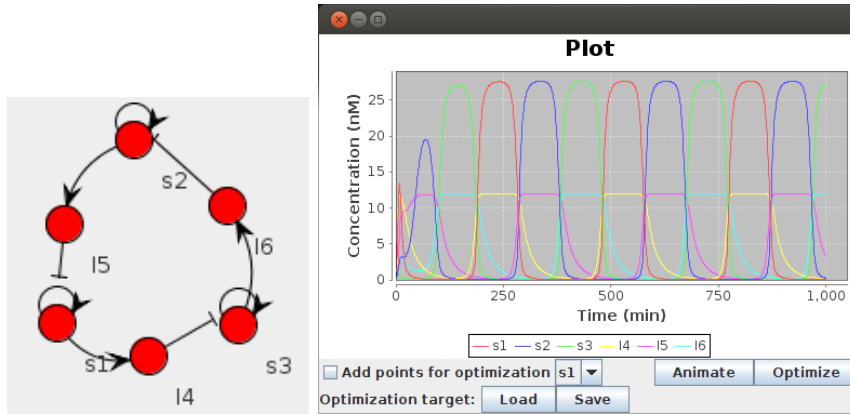 s2
l5
l6
s1
l4
s3
Plot
Concentration (nM)
25
20
15
10
5
0
0 250 500 750 1,000
Time (min)
s1 s2 s3 l4 l5 l6
Add points for optimization s1 Animate Optimize
Optimization target: Load Save